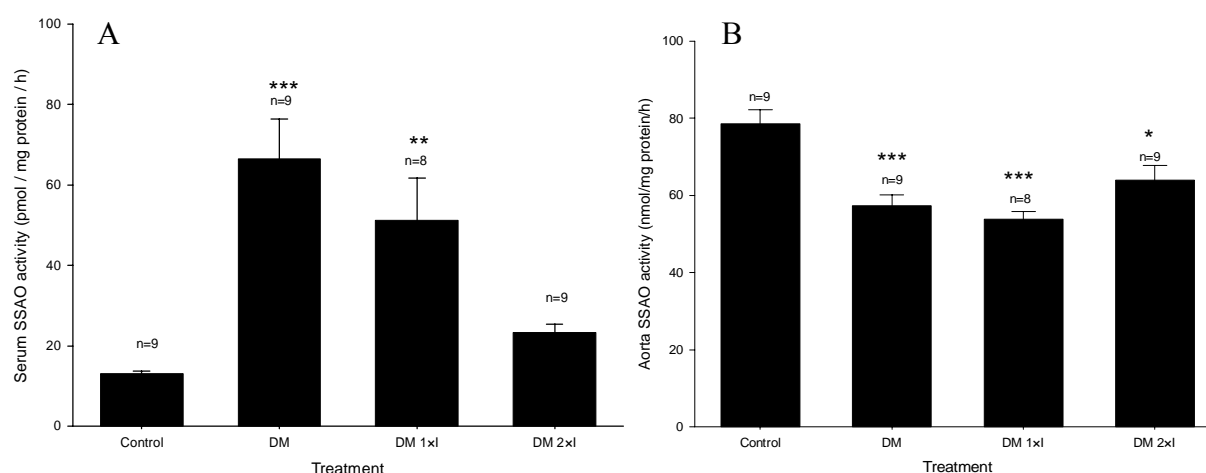 A
Serum SSAO activity (pmol / mg protein / h)
100
80
60
40
20
0
n=9
***
n=9
**
n=8
n=9
Control DM DM 1×I DM 2×I
Treatment
B
Aorta SSAO activity (nmol/mg protein/h)
100
80
60
40
20
0
n=9
***
n=9
***
n=8
*
n=9
Control DM DM 1×I DM 2×I
Treatment